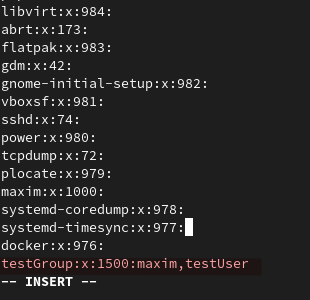 libvirt:x:984:
abrt:x:173:
flatpak:x:983:
gdm:x:42:
gnome-initial-setup:x:982:
vboxsf:x:981:
sshd:x:74:
power:x:980:
tcpdump:x:72:
plocate:x:979:
maxim:x:1000:
systemd-coredump:x:978:
systemd-timesync:x:977:
docker:x:976:
testGroup:x:1500:maxim,testUser
-- INSERT --